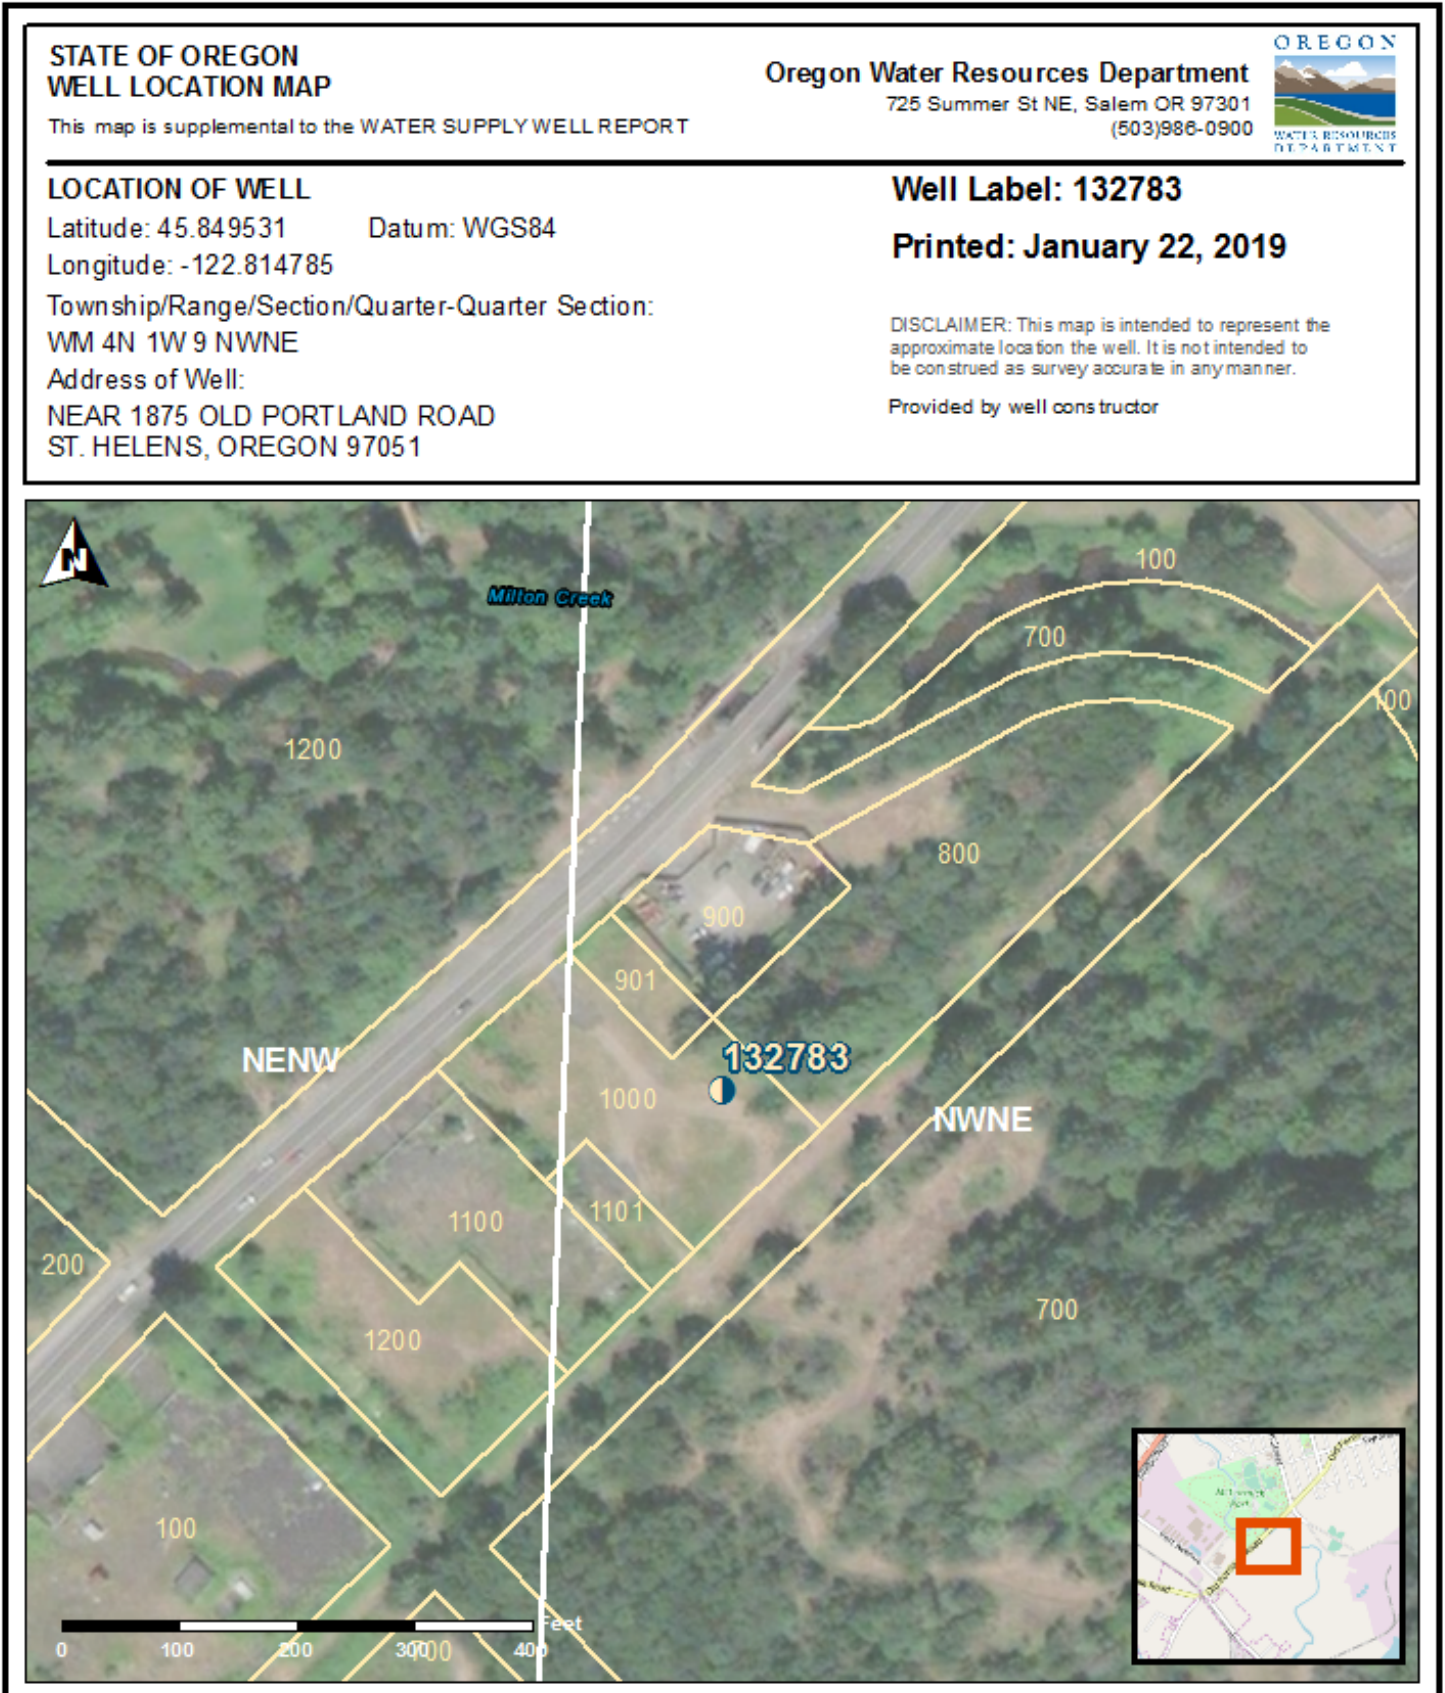 STATE OF OREGON
WELL LOCATION MAP
This map is supplemental to the WATER SUPPLY WELL REPORT
Oregon Water Resources Department
725 Summer St NE, Salem OR 97301
(503)986-0900
OREGON
WATER RESOURCES
DEPARTMENT
LOCATION OF WELL
Latitude: 45.849531 Datum: WGS84
Longitude: -122.814785
Township/Range/Section/Quarter-Quarter Section:
WM 4N 1W 9 NWNE
Address of Well:
NEAR 1875 OLD PORTLAND ROAD
ST. HELENS, OREGON 97051
Well Label: 132783
Printed: January 22, 2019
DISCLAIMER: This map is intended to represent the
approximate location the well. It is not intended to
be construed as survey accurate in any manner.
Provided by well constructor
N
Milton Creek
100
700
100
1200
800
900
901
132783
NENW
1000
NWNE
1100
1101
200
700
1200
100
Feet
0 100 200 300 400